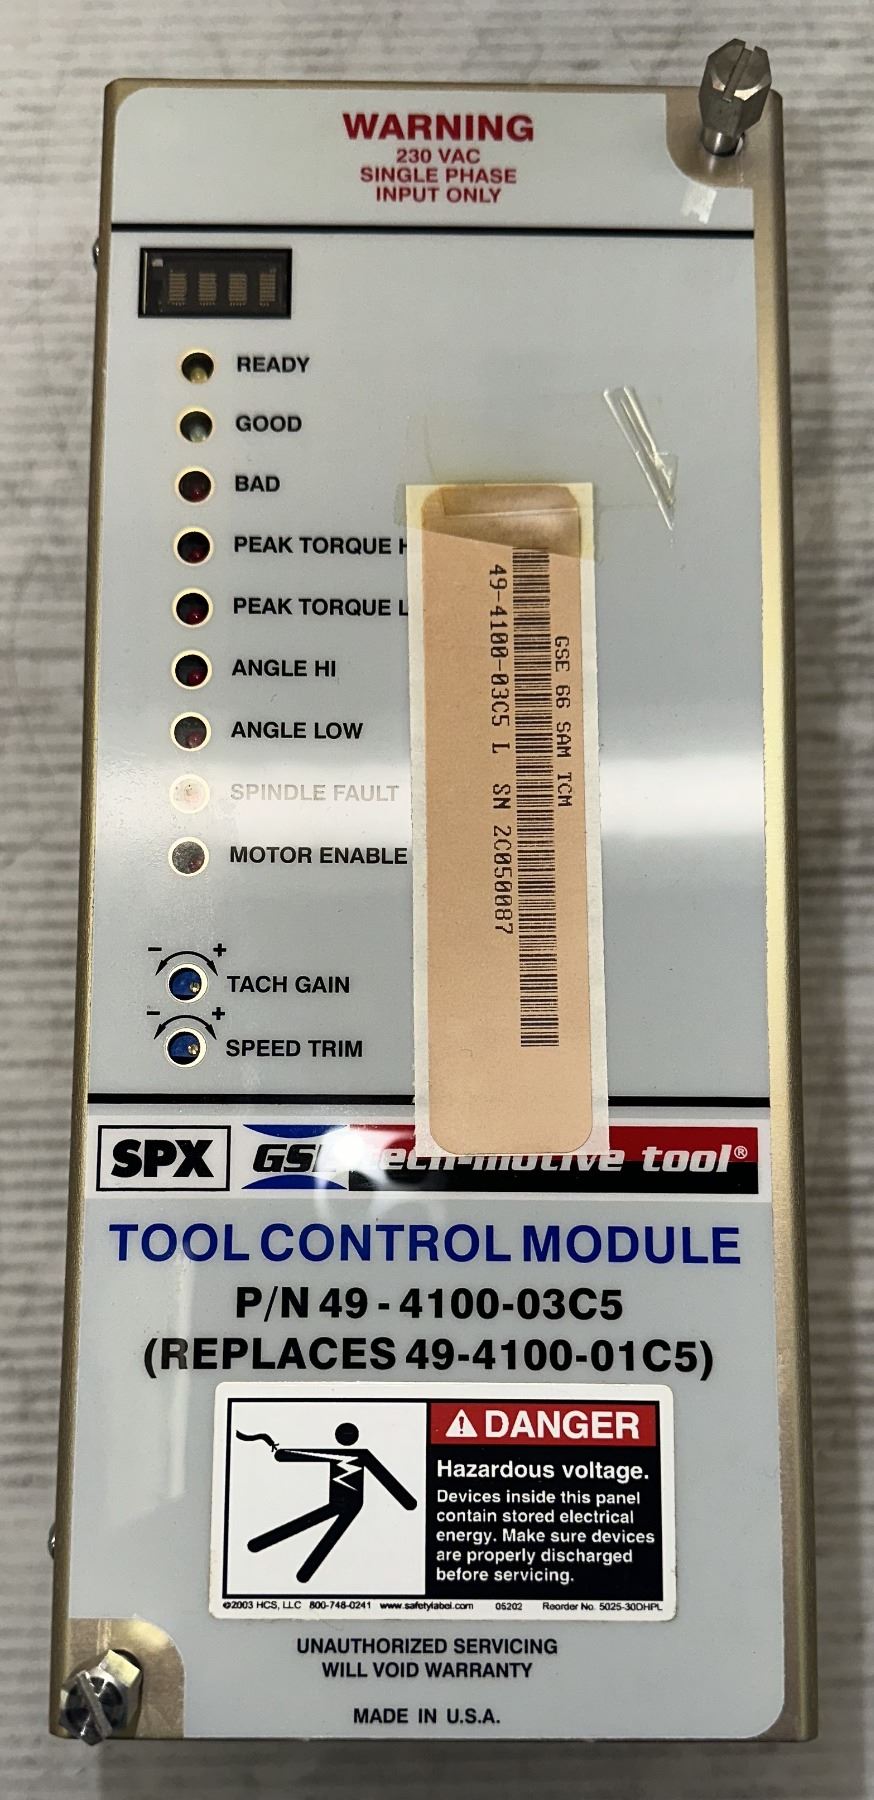 WARNING
230 VAC
SINGLE PHASE
INPUT ONLY
READY
GOOD
BAD
PEAK TORQUE H
PEAK TORQUE L
ANGLE HI
ANGLE LOW
SPINDLE FAULT
MOTOR ENABLE
GSE 66 SAM TCM
49-4100-03C5 L SN 2C050087
- +
TACH GAIN
- +
SPEED TRIM
SPX GSE tech-motive tool®
TOOL CONTROL MODULE
P/N 49 - 4100-03C5
(REPLACES 49-4100-01C5)
DANGER
Hazardous voltage.
Devices inside this panel
contain stored electrical
energy. Make sure devices
are properly discharged
before servicing.
©2003 HCS, LLC 800-748-0241 www.safetylabel.com 05202 Reorder No. 5025-30DHPL
UNAUTHORIZED SERVICING
WILL VOID WARRANTY
MADE IN U.S.A.